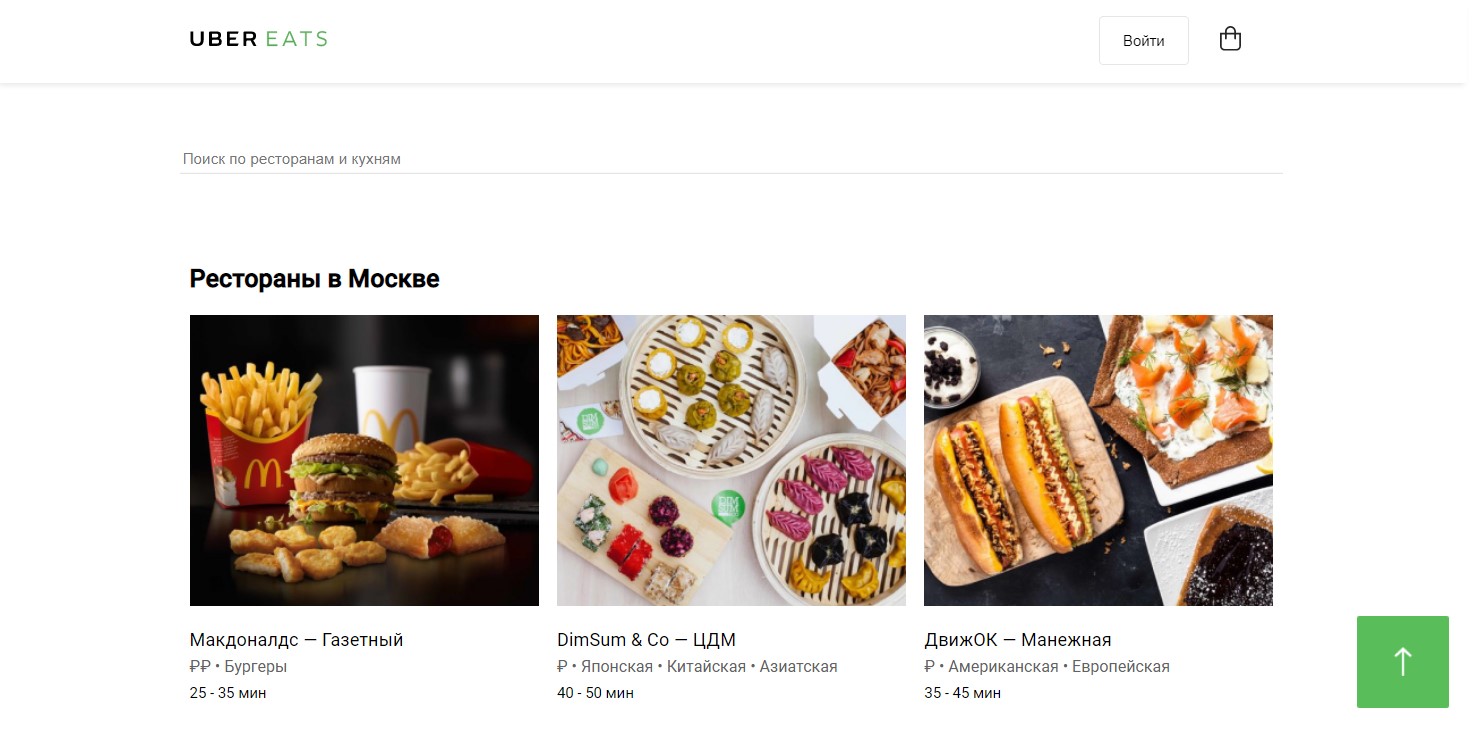 UBER EATS
Войти
Поиск по ресторанам и кухням
Рестораны в Москве
Макдоналдс — Газетный
₽₽ • Бургеры
25 - 35 мин
DimSum & Co — ЦДМ
₽ • Японская • Китайская • Азиатская
40 - 50 мин
ДвижОК — Манежная
₽ • Американская • Европейская
35 - 45 мин